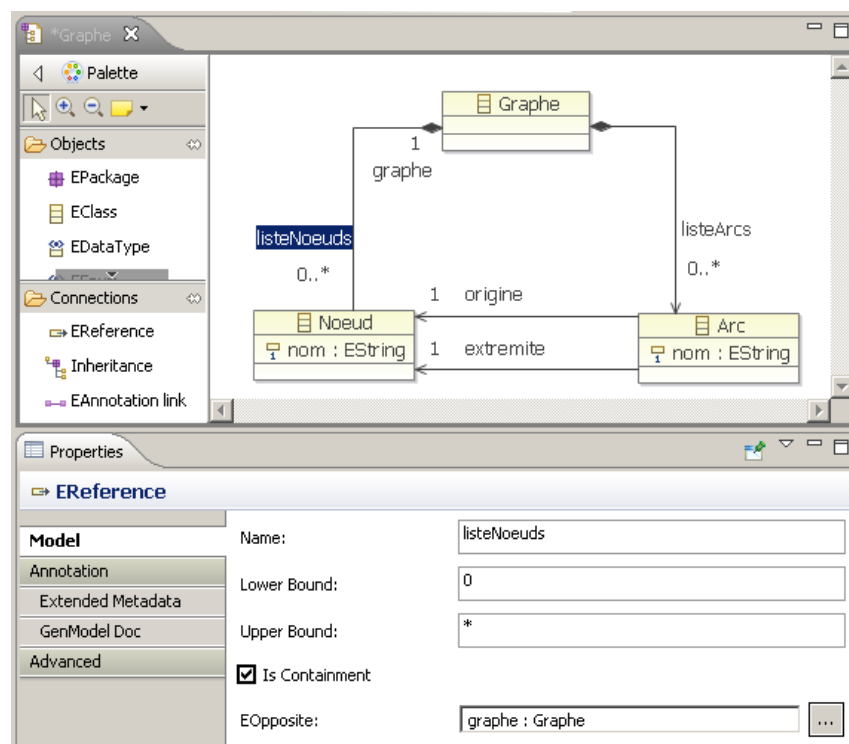 *Graphe
Palette
Objects
EPackage
EClass
EDataType
Connections
EReference
Inheritance
EAnnotation link
Graphe
1
graphe
listeNoeuds
0..*
listeArcs
0..*
1 origine
Noeud
nom : EString
1 extremite
Arc
nom : EString
Properties
EReference
Model
Annotation
Extended Metadata
GenModel Doc
Advanced
Name: listeNoeuds
Lower Bound: 0
Upper Bound: *
Is Containment
EOpposite: graphe : Graphe ...